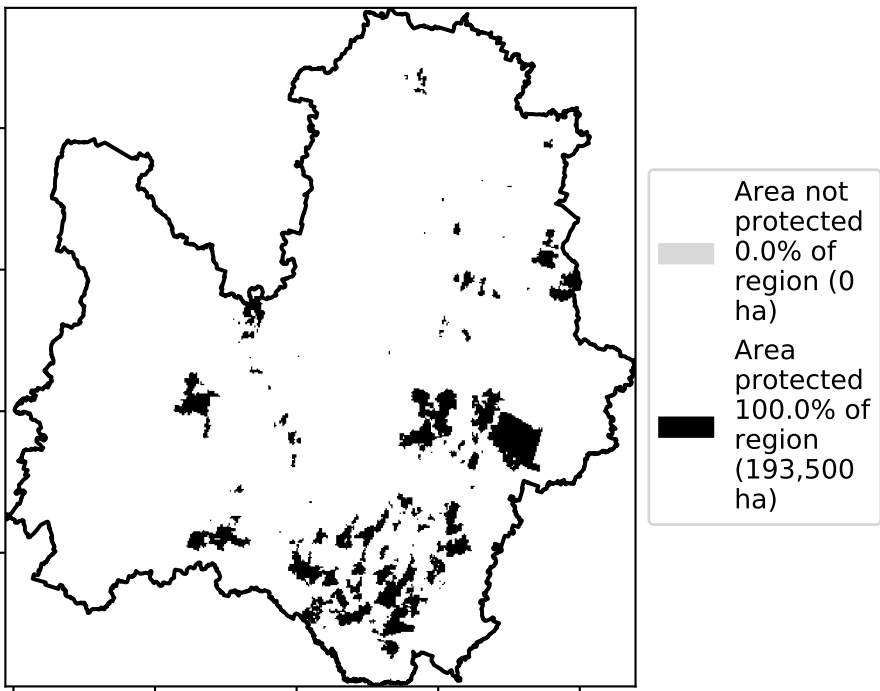 Area not
protected
0.0% of
region (0
ha)
Area
protected
100.0% of
region
(193,500
ha)